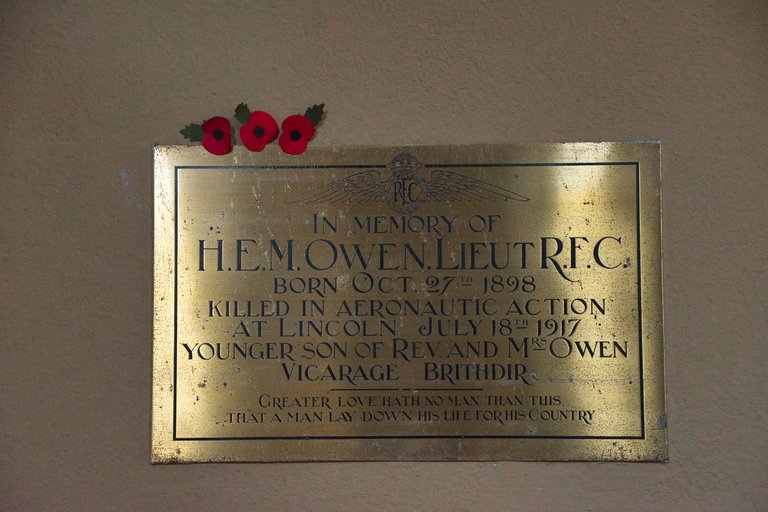 RFC
IN MEMORY OF
H.E.M. OWEN. LIEUT R.F.C.
BORN OCT. 27TH 1898
KILLED IN AERONAUTIC ACTION
AT LINCOLN JULY 18TH 1917
YOUNGER SON OF REV. AND MRS OWEN
VICARAGE BRITHDIR
GREATER LOVE HATH NO MAN THAN THIS
THAT A MAN LAY DOWN HIS LIFE FOR HIS COUNTRY